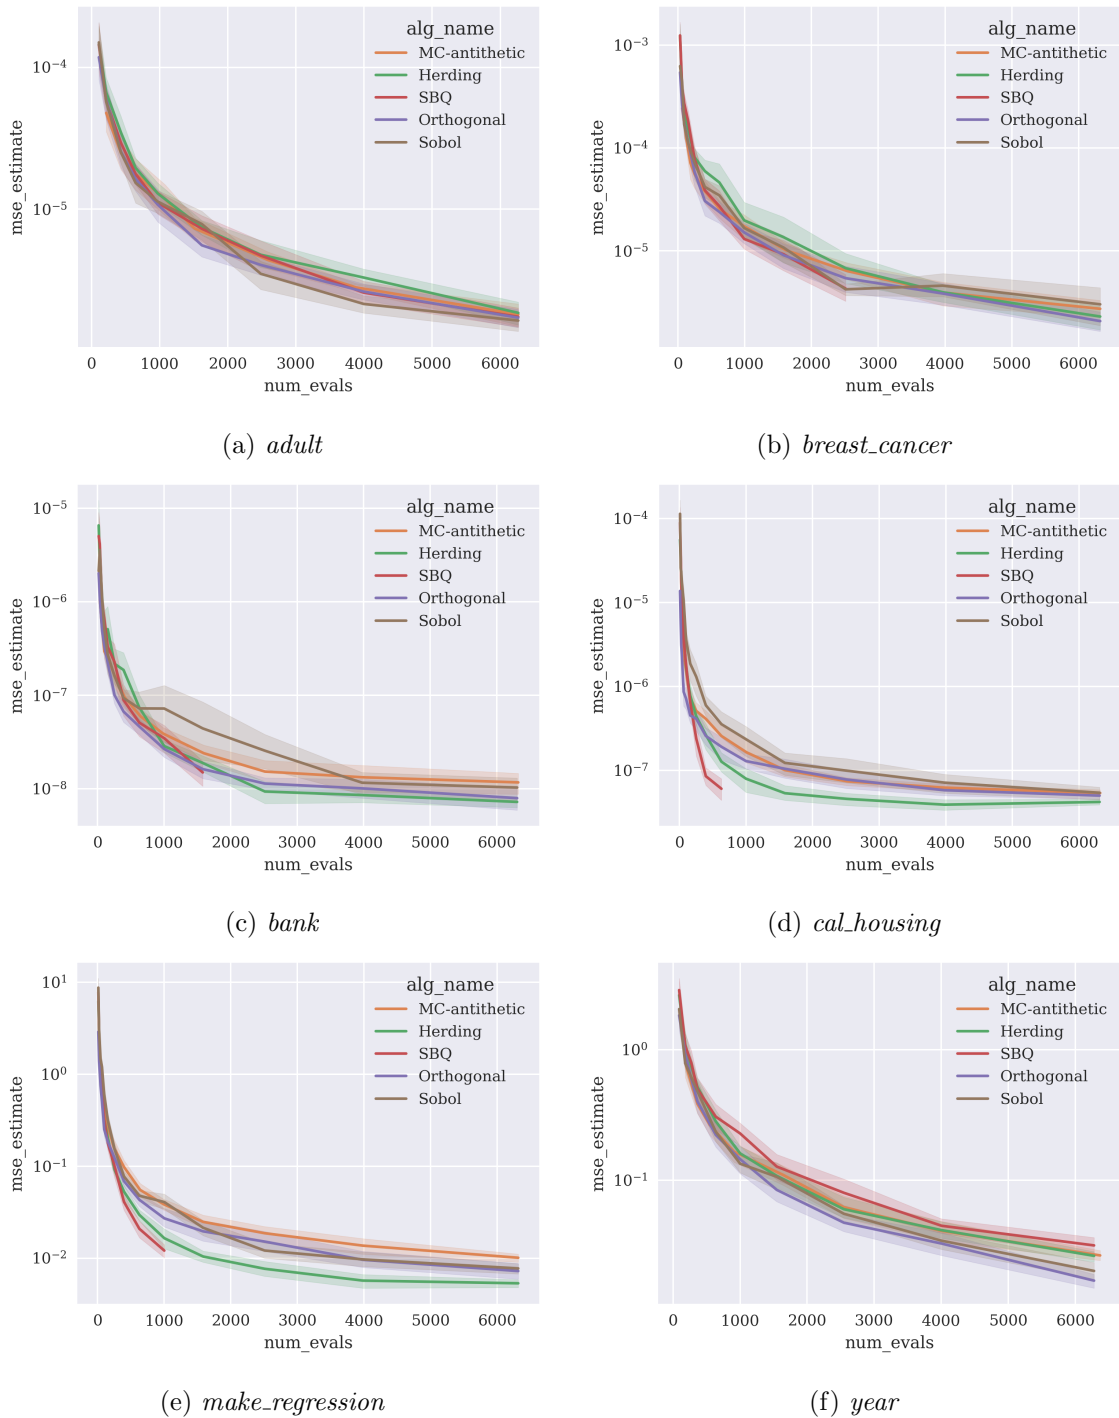 alg_name
MC-antithetic
Herding
SBQ
Orthogonal
Sobol
mse_estimate
10⁻⁴
10⁻⁵
0 1000 2000 3000 4000 5000 6000
num_evals
(a) adult
alg_name
MC-antithetic
Herding
SBQ
Orthogonal
Sobol
mse_estimate
10⁻³
10⁻⁴
10⁻⁵
0 1000 2000 3000 4000 5000 6000
num_evals
(b) breast_cancer
alg_name
MC-antithetic
Herding
SBQ
Orthogonal
Sobol
mse_estimate
10⁻⁵
10⁻⁶
10⁻⁷
10⁻⁸
0 1000 2000 3000 4000 5000 6000
num_evals
(c) bank
alg_name
MC-antithetic
Herding
SBQ
Orthogonal
Sobol
mse_estimate
10⁻⁴
10⁻⁵
10⁻⁶
10⁻⁷
0 1000 2000 3000 4000 5000 6000
num_evals
(d) cal_housing
alg_name
MC-antithetic
Herding
SBQ
Orthogonal
Sobol
mse_estimate
10¹
10⁰
10⁻¹
10⁻²
0 1000 2000 3000 4000 5000 6000
num_evals
(e) make_regression
alg_name
MC-antithetic
Herding
SBQ
Orthogonal
Sobol
mse_estimate
10⁰
10⁻¹
0 1000 2000 3000 4000 5000 6000
num_evals
(f) year